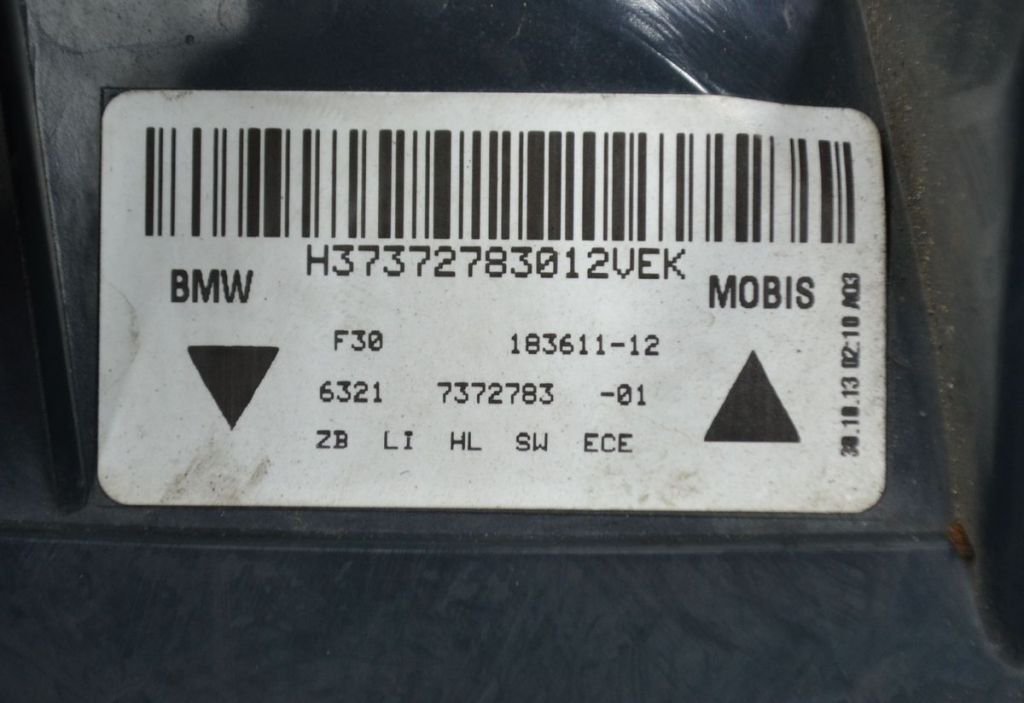 H37372783012VEK
BMW
MOBIS
F30 183611-12
6321 7372783 -01
ZB LI HL SW ECE
30.10.13 02:10 A03